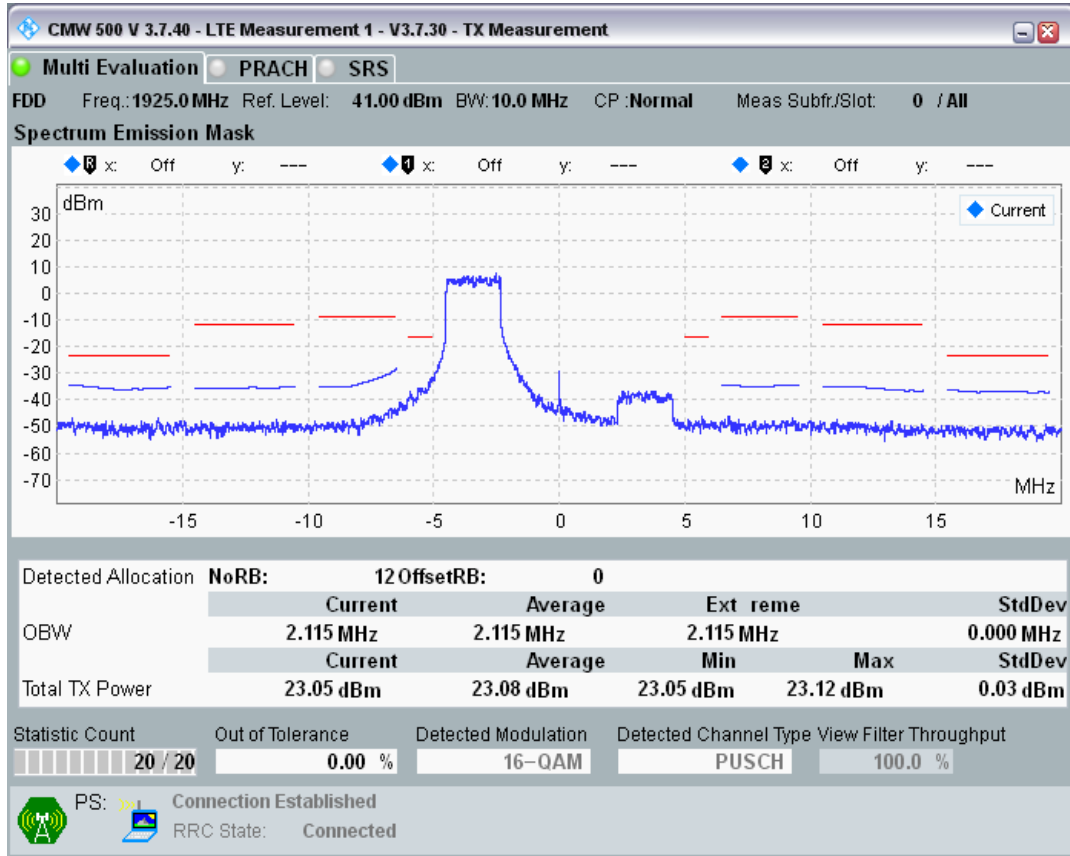 CMW 500 V 3.7.40 - LTE Measurement 1 - V3.7.30 - TX Measurement
Multi Evaluation PRACH SRS
FDD Freq.: 1925.0 MHz Ref. Level: 41.00 dBm BW: 10.0 MHz CP :Normal Meas Subfr./Slot: 0 / All
Spectrum Emission Mask
R x: Off y: --- 1 x: Off y: --- 2 x: Off y: ---
dBm
Current
30
20
10
0
-10
-20
-30
-40
-50
-60
-70
MHz
-15 -10 -5 0 5 10 15
Detected Allocation NoRB: 12 OffsetRB: 0
Current Average Ext reme StdDev
OBW 2.115 MHz 2.115 MHz 2.115 MHz 0.000 MHz
Current Average Min Max StdDev
Total TX Power 23.05 dBm 23.08 dBm 23.05 dBm 23.12 dBm 0.03 dBm
Statistic Count Out of Tolerance Detected Modulation Detected Channel Type View Filter Throughput
20 / 20 0.00 % 16-QAM PUSCH 100.0 %
PS: Connection Established
RRC State: Connected